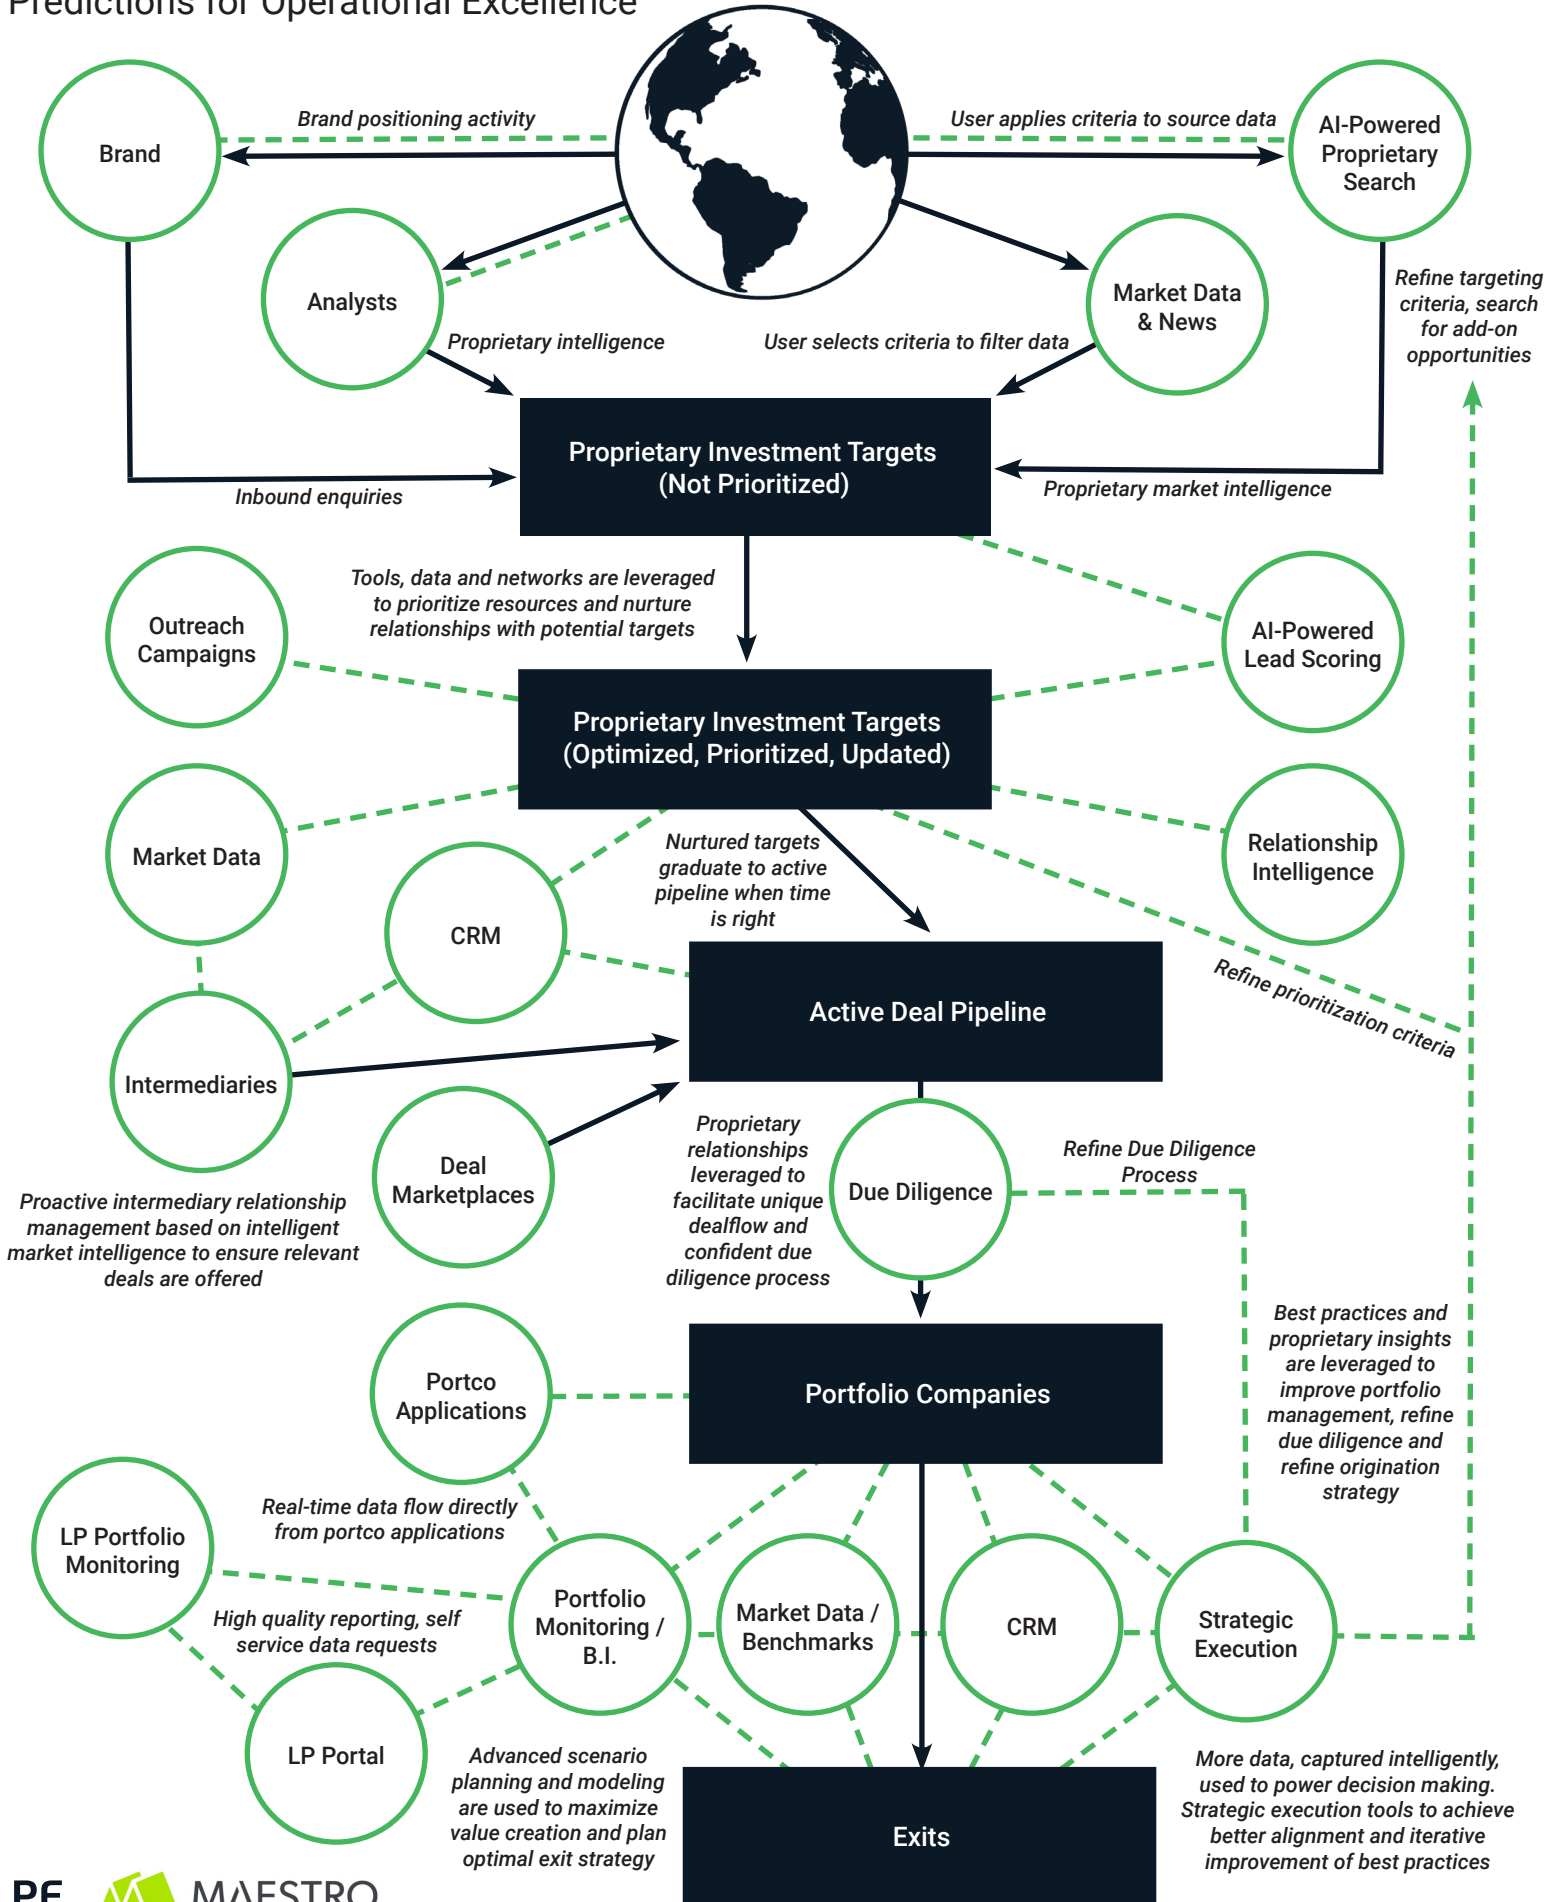 Predictions for Operational Excellence
Brand positioning activity
User applies criteria to source data
Brand
AI-Powered
Proprietary
Search
Analysts
Market Data
& News
Refine targeting
criteria, search
for add-on
opportunities
Proprietary intelligence
User selects criteria to filter data
Proprietary Investment Targets
(Not Prioritized)
Inbound enquiries
Proprietary market intelligence
Tools, data and networks are leveraged
to prioritize resources and nurture
relationships with potential targets
Outreach
Campaigns
AI-Powered
Lead Scoring
Proprietary Investment Targets
(Optimized, Prioritized, Updated)
Market Data
Nurtured targets
graduate to active
pipeline when time
is right
Relationship
Intelligence
CRM
Refine prioritization criteria
Active Deal Pipeline
Intermediaries
Deal
Marketplaces
Proprietary
relationships
leveraged to
facilitate unique
dealflow and
confident due
diligence process
Due Diligence
Refine Due Diligence
Process
Proactive intermediary relationship
management based on intelligent
market intelligence to ensure relevant
deals are offered
Best practices and
proprietary insights
are leveraged to
improve portfolio
management, refine
due diligence and
refine origination
strategy
Portco
Applications
Portfolio Companies
LP Portfolio
Monitoring
Real-time data flow directly
from portco applications
High quality reporting, self
service data requests
Portfolio
Monitoring /
B.I.
Market Data /
Benchmarks
CRM
Strategic
Execution
LP Portal
Advanced scenario
planning and modeling
are used to maximize
value creation and plan
optimal exit strategy
Exits
More data, captured intelligently,
used to power decision making.
Strategic execution tools to achieve
better alignment and iterative
improvement of best practices
PE
MAESTRO